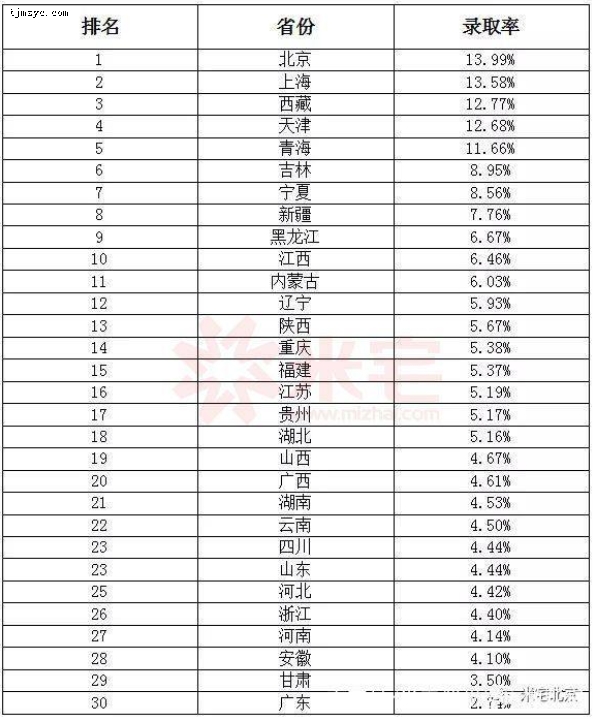 tjmsyc.com
排名 省份 录取率
1 北京 13.99%
2 上海 13.58%
3 西藏 12.77%
4 天津 12.68%
5 青海 11.66%
6 吉林 8.95%
7 宁夏 8.56%
8 新疆 7.76%
9 黑龙江 6.67%
10 江西 6.46%
11 内蒙古 6.03%
12 辽宁 5.93%
13 陕西 5.67%
14 重庆 5.38%
15 福建 5.37%
16 江苏 5.19%
17 贵州 5.17%
18 湖北 5.16%
19 山西 4.67%
20 广西 4.61%
21 湖南 4.53%
22 云南 4.50%
23 四川 4.44%
23 山东 4.44%
25 河北 4.42%
26 浙江 4.40%
27 河南 4.14%
28 安徽 4.10%
29 甘肃 3.50%
30 广东
米宅
www.mizhai.com
米宅北京